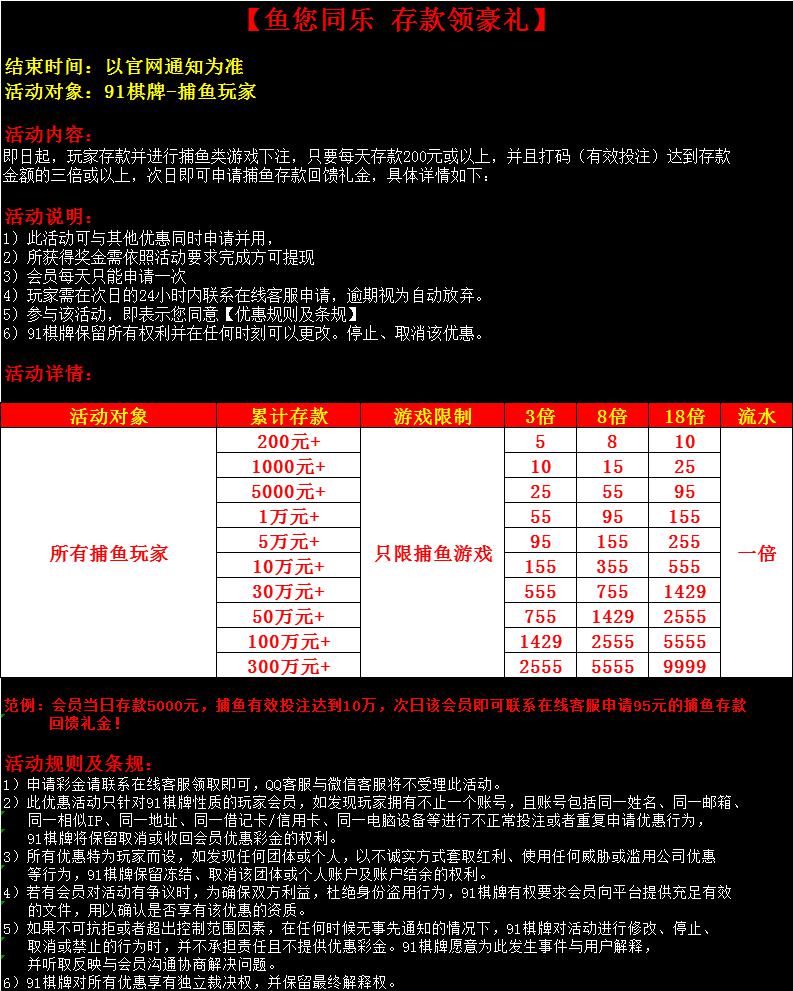 【鱼您同乐 存款领豪礼】
结束时间：以官网通知为准
活动对象：91棋牌-捕鱼玩家
活动内容：
即日起，玩家存款并进行捕鱼类游戏下注，只要每天存款200元或以上，并且打码（有效投注）达到存款
金额的三倍或以上，次日即可申请捕鱼存款回馈礼金，具体详情如下：
活动说明：
1）此活动可与其他优惠同时申请并用，
2）所获得奖金需依照活动要求完成方可提现
3）会员每天只能申请一次
4）玩家需在次日的24小时内联系在线客服申请，逾期视为自动放弃。
5）参与该活动，即表示您同意【优惠规则及条规】
6）91棋牌保留所有权利并在任何时刻可以更改。停止、取消该优惠。
活动详情：
活动对象 累计存款 游戏限制 3倍 8倍 18倍 流水
200元+ 5 8 10
1000元+ 10 15 25
5000元+ 25 55 95
1万元+ 55 95 155
5万元+ 95 155 255
所有捕鱼玩家 只限捕鱼游戏 一倍
10万元+ 155 355 555
30万元+ 555 755 1429
50万元+ 755 1429 2555
100万元+ 1429 2555 5555
300万元+ 2555 5555 9999
范例：会员当日存款5000元，捕鱼有效投注达到10万，次日该会员即可联系在线客服申请95元的捕鱼存款
回馈礼金！
活动规则及条规：
1）申请彩金请联系在线客服领取即可，QQ客服与微信客服将不受理此活动。
2）此优惠活动只针对91棋牌性质的玩家会员，如发现玩家拥有不止一个账号，且账号包括同一姓名、同一邮箱、
同一相似IP、同一地址、同一借记卡/信用卡、同一电脑设备等进行不正常投注或者重复申请优惠行为，
91棋牌将保留取消或收回会员优惠彩金的权利。
3）所有优惠特为玩家而设，如发现任何团体或个人，以不诚实方式套取红利、使用任何威胁或滥用公司优惠
等行为，91棋牌保留冻结、取消该团体或个人账户及账户结余的权利。
4）若有会员对活动有争议时，为确保双方利益，杜绝身份盗用行为，91棋牌有权要求会员向平台提供充足有效
的文件，用以确认是否享有该优惠的资质。
5）如果不可抗拒或者超出控制范围因素，在任何时候无事先通知的情况下，91棋牌对活动进行修改、停止、
取消或禁止的行为时，并不承担责任且不提供优惠彩金。91棋牌愿意为此发生事件与用户解释，
并听取反映与会员沟通协商解决问题。
6）91棋牌对所有优惠享有独立裁决权，并保留最终解释权。